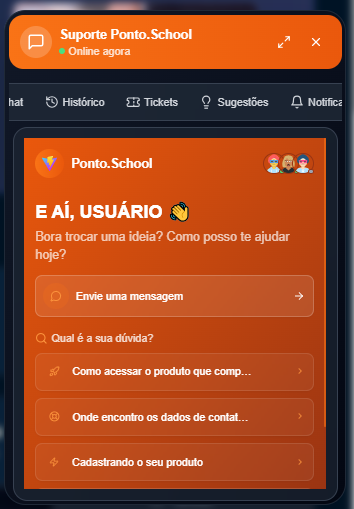 Suporte Ponto.School
Online agora
hat Histórico Tickets Sugestões Notifica
Ponto.School
E AÍ, USUÁRIO 👋
Bora trocar uma ideia? Como posso te ajudar
hoje?
Envie uma mensagem
Qual é a sua dúvida?
Como acessar o produto que comp...
Onde encontro os dados de contat...
Cadastrando o seu produto